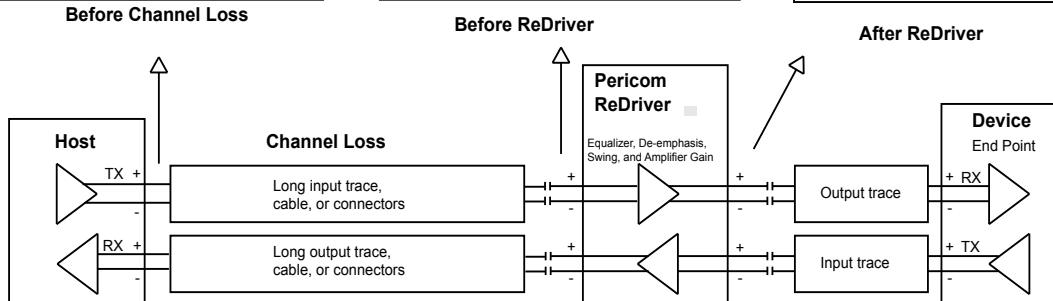 Before Channel Loss
Before ReDriver
After ReDriver
Pericom
ReDriver
Host
Channel Loss
Equalizer, De-emphasis,
Swing, and Amplifier Gain
Device
End Point
TX +
-
Long input trace,
cable, or connectors
+
-
+
-
Output trace
+ RX
-
RX +
-
Long output trace,
cable, or connectors
+
-
+
-
Input trace
+ TX
-